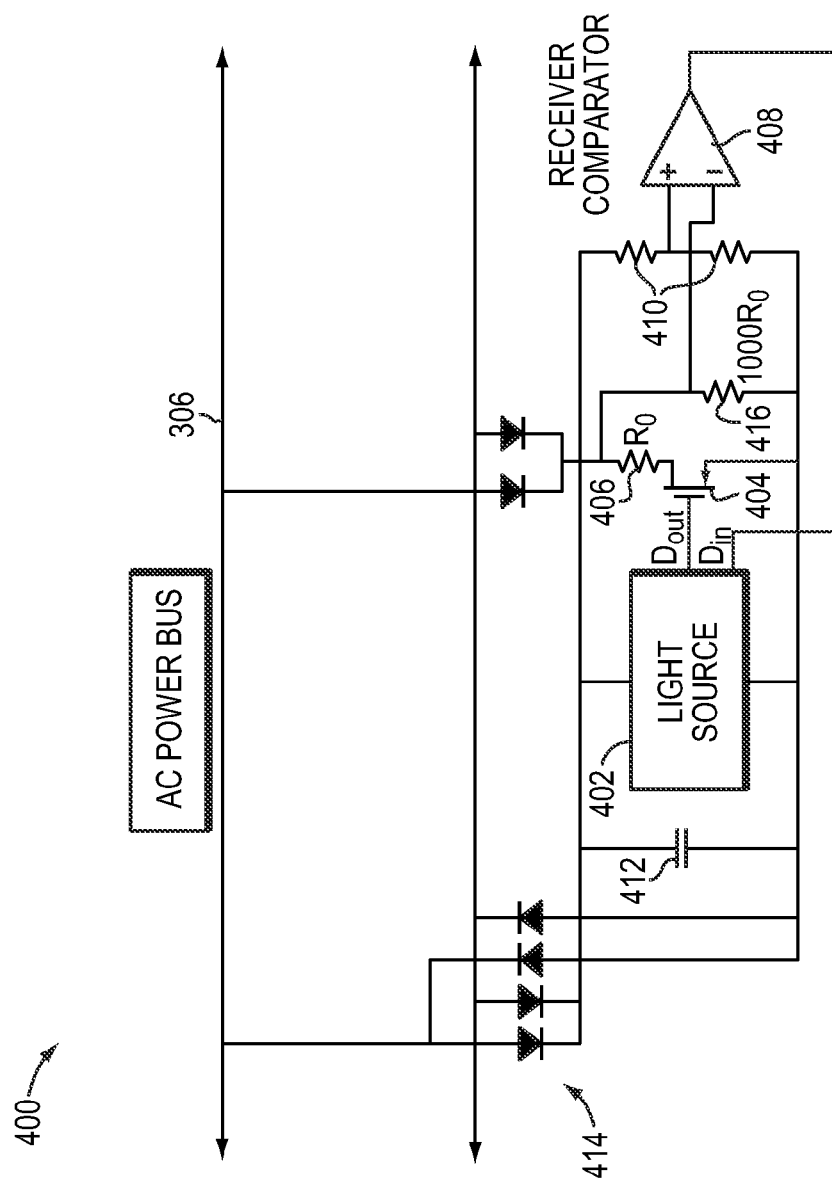 400
AC POWER BUS
306
414
412
402
LIGHT
SOURCE
Dout
Din
406
R0
404
416
1000R0
410
RECEIVER
COMPARATOR
+
−
408